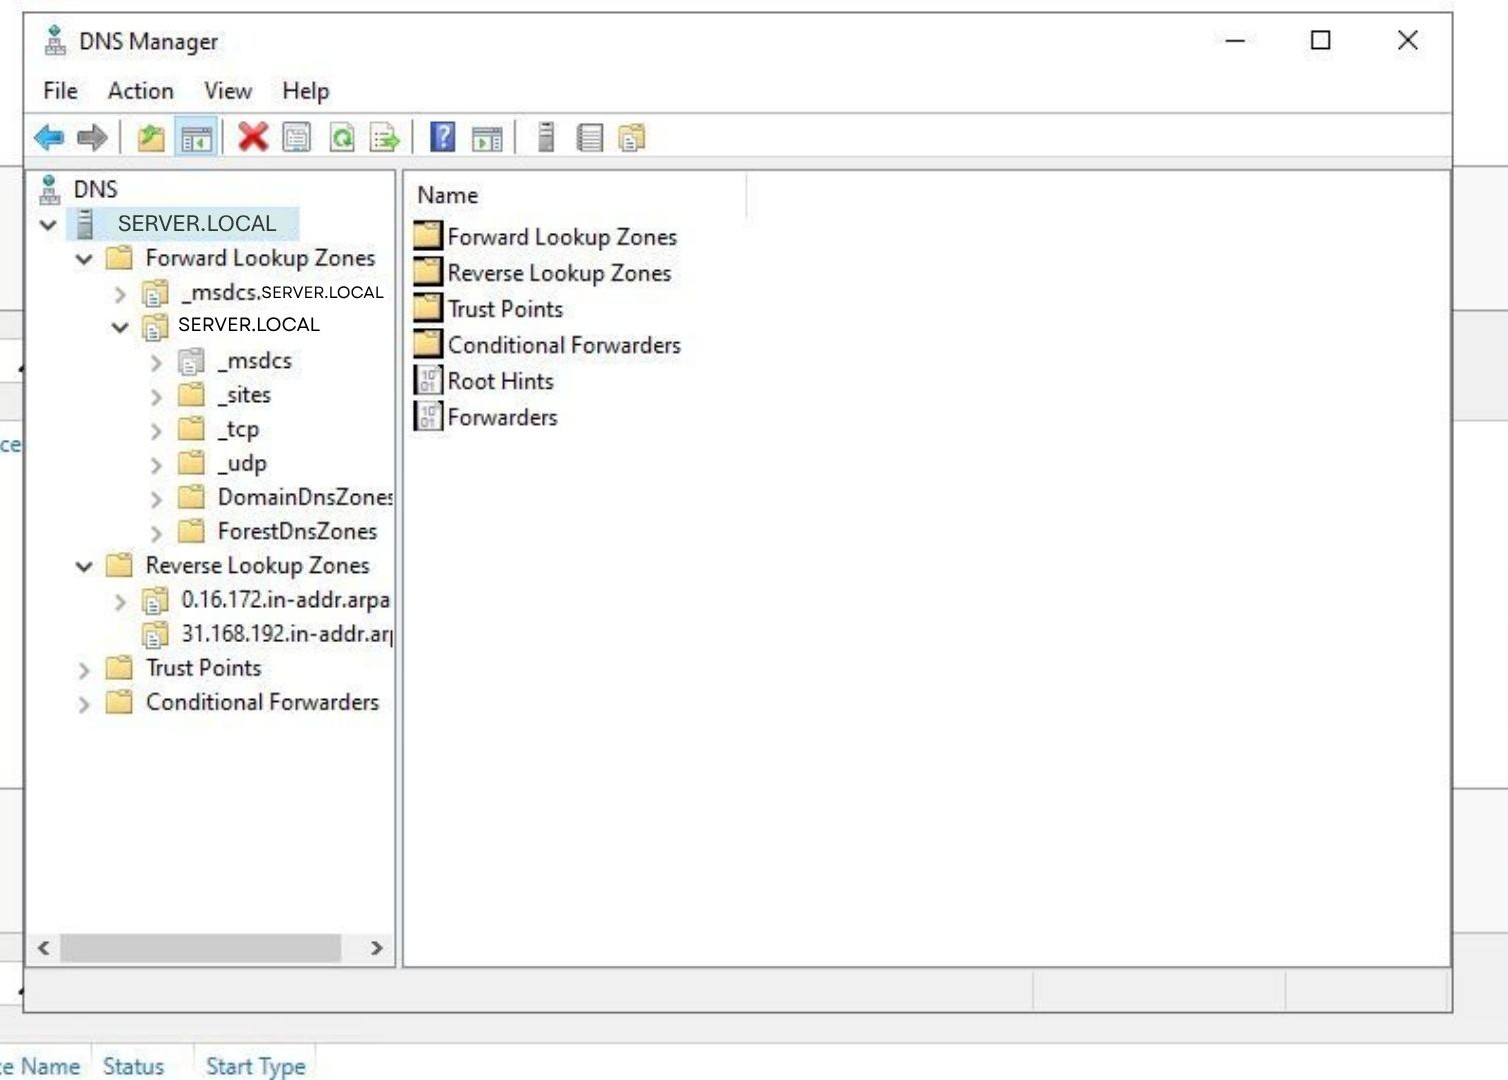 DNS Manager
File Action View Help
DNS
SERVER.LOCAL
Forward Lookup Zones
_msdcs.SERVER.LOCAL
SERVER.LOCAL
_msdcs
_sites
_tcp
_udp
DomainDnsZones
ForestDnsZones
Reverse Lookup Zones
0.16.172.in-addr.arpa
31.168.192.in-addr.ar
Trust Points
Conditional Forwarders
Name
Forward Lookup Zones
Reverse Lookup Zones
Trust Points
Conditional Forwarders
Root Hints
Forwarders
ce
ce Name Status Start Type